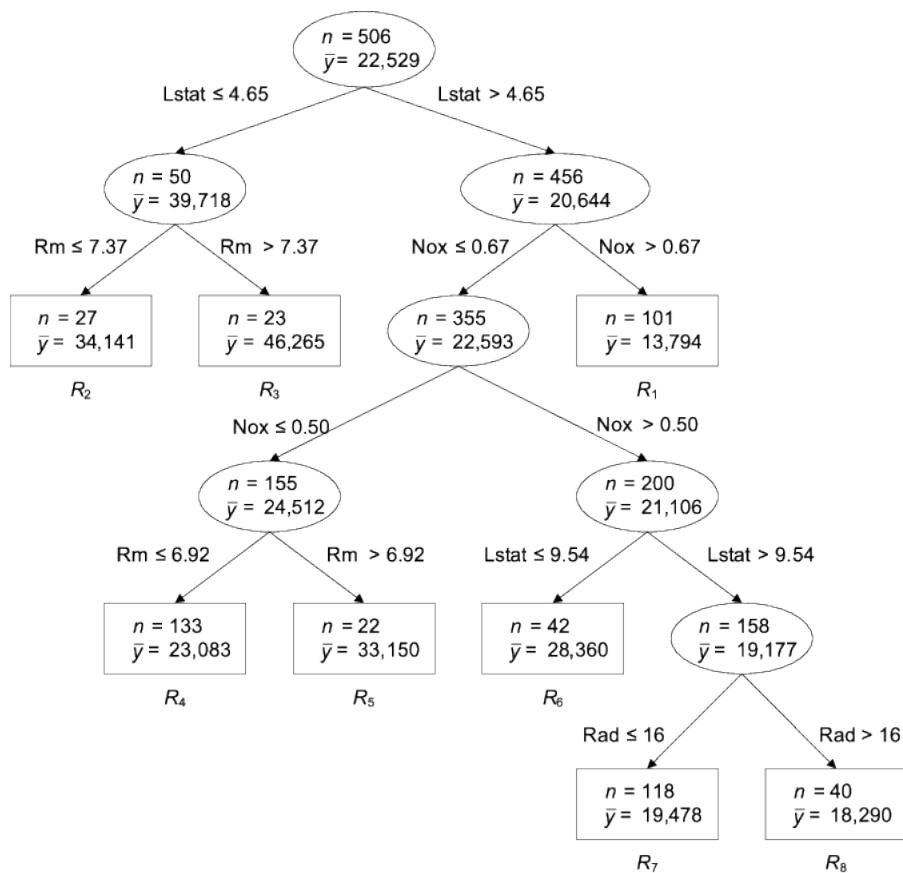 n = 506
ȳ = 22,529
Lstat ≤ 4.65
Lstat > 4.65
n = 50
ȳ = 39,718
n = 456
ȳ = 20,644
Rm ≤ 7.37
Rm > 7.37
Nox ≤ 0.67
Nox > 0.67
n = 27
ȳ = 34,141
R₂
n = 23
ȳ = 46,265
R₃
n = 355
ȳ = 22,593
n = 101
ȳ = 13,794
R₁
Nox ≤ 0.50
Nox > 0.50
n = 155
ȳ = 24,512
n = 200
ȳ = 21,106
Rm ≤ 6.92
Rm > 6.92
Lstat ≤ 9.54
Lstat > 9.54
n = 133
ȳ = 23,083
R₄
n = 22
ȳ = 33,150
R₅
n = 42
ȳ = 28,360
R₆
n = 158
ȳ = 19,177
Rad ≤ 16
Rad > 16
n = 118
ȳ = 19,478
R₇
n = 40
ȳ = 18,290
R₈